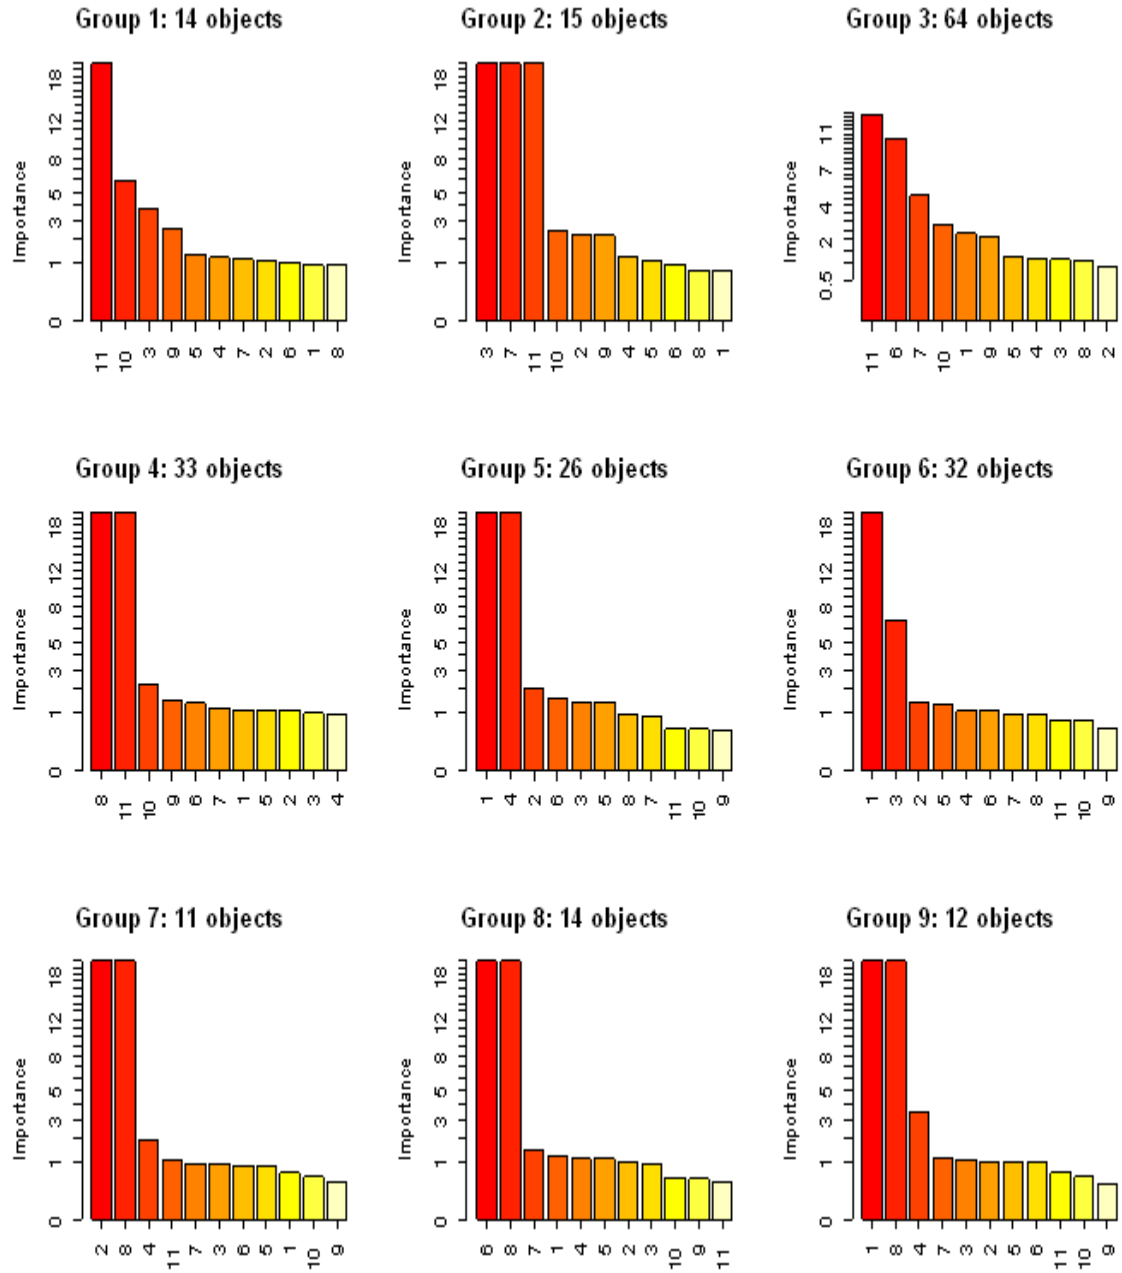 Group 1: 14 objects
Importance
0 1 3 5 8 12 18
11 10 3 9 5 4 7 2 6 1 8
Group 2: 15 objects
Importance
0 1 3 5 8 12 18
3 7 11 10 2 9 4 5 6 8 1
Group 3: 64 objects
Importance
0.5 2 4 7 11
11 6 7 10 1 9 5 4 3 8 2
Group 4: 33 objects
Importance
0 1 3 5 8 12 18
8 11 10 9 6 7 1 5 2 3 4
Group 5: 26 objects
Importance
0 1 3 5 8 12 18
1 4 2 6 3 5 8 7 11 10 9
Group 6: 32 objects
Importance
0 1 3 5 8 12 18
1 3 2 5 4 6 7 8 11 10 9
Group 7: 11 objects
Importance
0 1 3 5 8 12 18
2 8 4 11 7 3 6 5 1 10 9
Group 8: 14 objects
Importance
0 1 3 5 8 12 18
6 8 7 1 4 5 2 3 10 9 11
Group 9: 12 objects
Importance
0 1 3 5 8 12 18
1 8 4 7 3 2 5 6 11 10 9